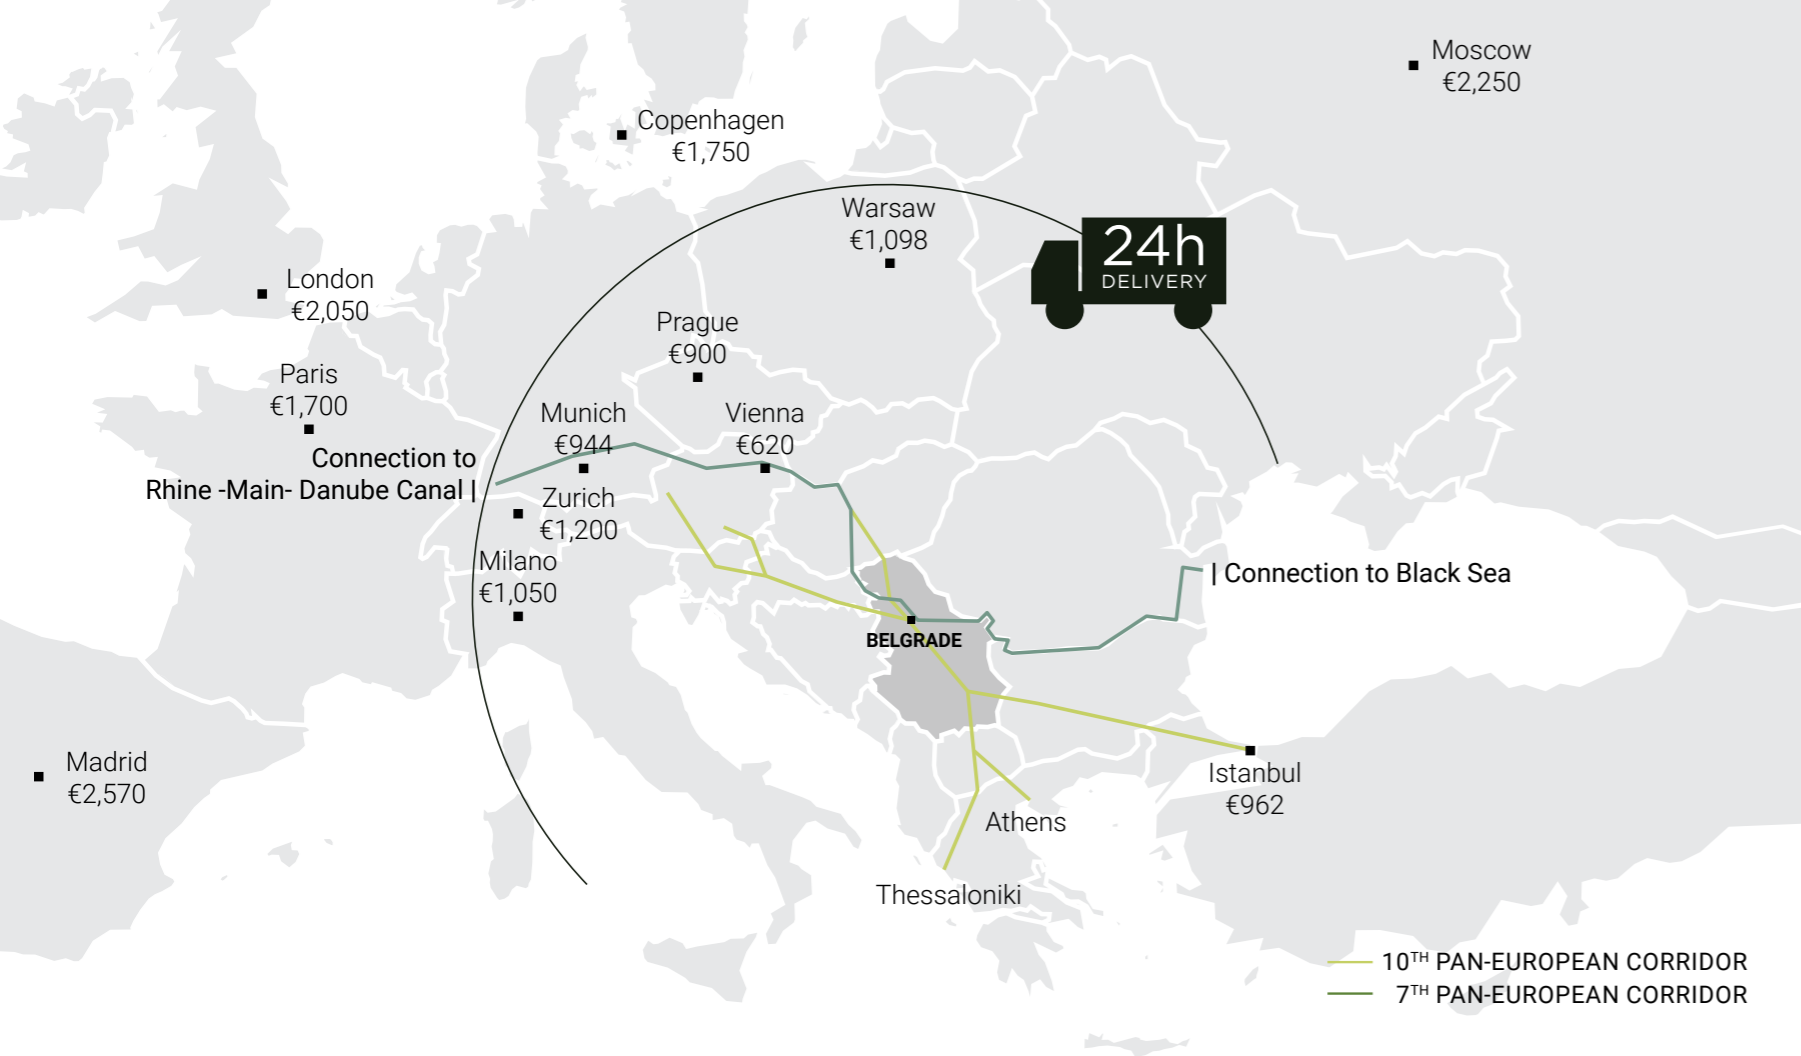 Moscow
€2,250
Copenhagen
€1,750
Warsaw
€1,098
24h
DELIVERY
London
€2,050
Prague
€900
Paris
€1,700
Munich
€944
Vienna
€620
Connection to
Rhine -Main- Danube Canal |
Zurich
€1,200
Milano
€1,050
| Connection to Black Sea
BELGRADE
Madrid
€2,570
Istanbul
€962
Athens
Thessaloniki
10TH PAN-EUROPEAN CORRIDOR
7TH PAN-EUROPEAN CORRIDOR